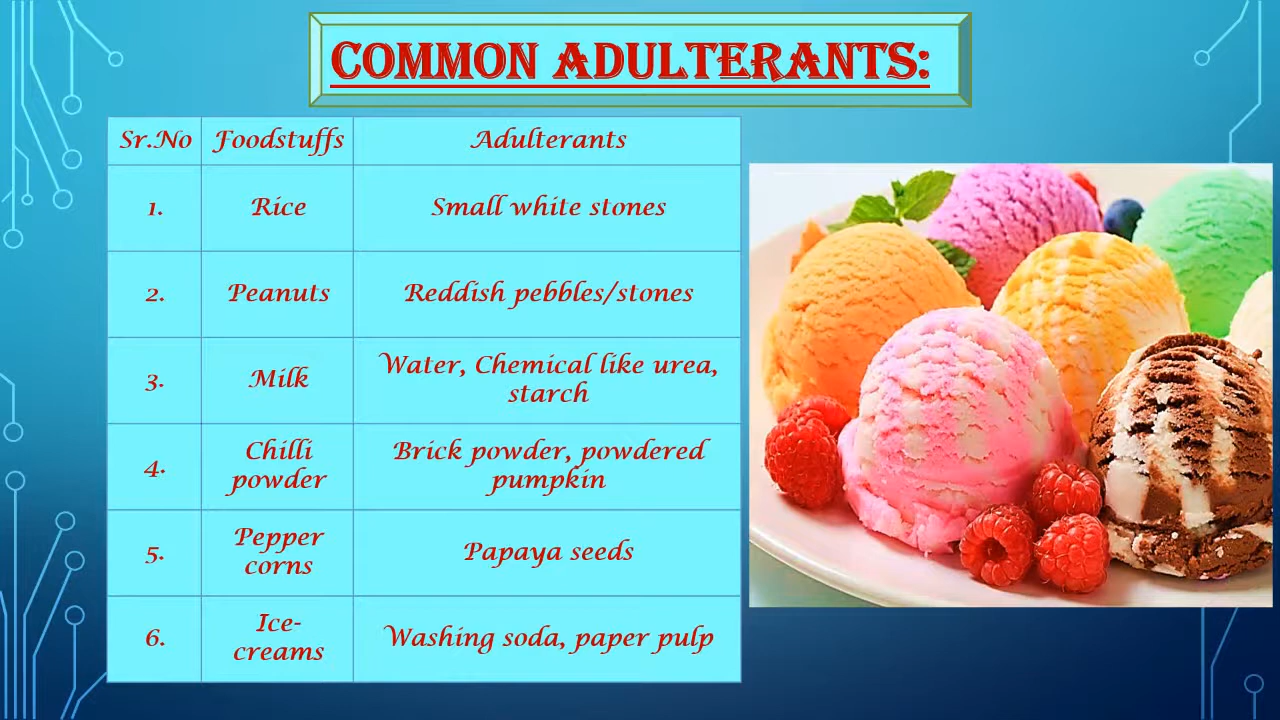 COMMON ADULTERANTS:
Sr.No Foodstuffs Adulterants
1. Rice Small white stones
2. Peanuts Reddish pebbles/stones
3. Milk Water, Chemical like urea,
starch
4. Chilli
powder Brick powder, powdered
pumpkin
5. Pepper
corns Papaya seeds
6. Ice-
creams Washing soda, paper pulp